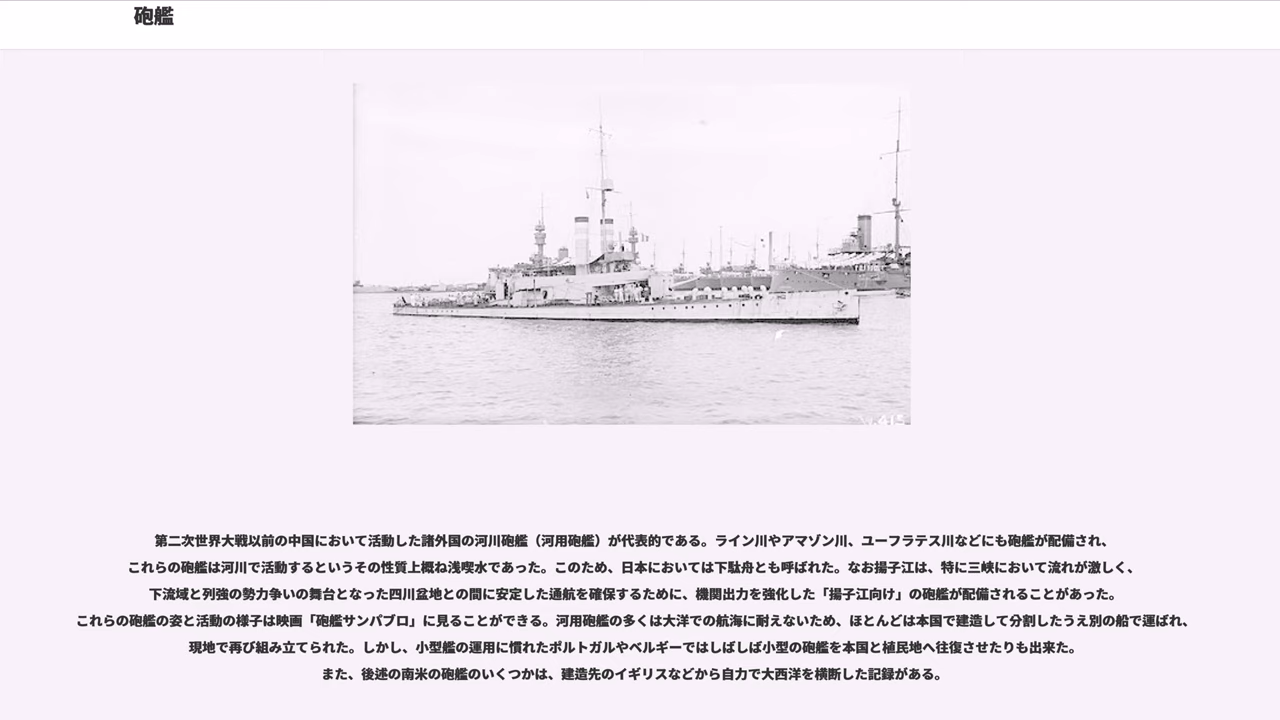 砲艦
第二次世界大戦以前の中国において活動した諸外国の河川砲艦（河用砲艦）が代表的である。ライン川やアマゾン川、ユーフラテス川などにも砲艦が配備され、
これらの砲艦は河川で活動するというその性質上概ね浅喫水であった。このため、日本においては下駄舟とも呼ばれた。なお揚子江は、特に三峡において流れが激しく、
下流域と列強の勢力争いの舞台となった四川盆地との間に安定した通航を確保するために、機関出力を強化した「揚子江向け」の砲艦が配備されることがあった。
これらの砲艦の姿と活動の様子は映画「砲艦サンパブロ」に見ることができる。河用砲艦の多くは大洋での航海に耐えないため、ほとんどは本国で建造して分割したうえ別の船で運ばれ、
現地で再び組み立てられた。しかし、小型艦の運用に慣れたポルトガルやベルギーではしばしば小型の砲艦を本国と植民地へ往復させたりも出来た。
また、後述の南米の砲艦のいくつかは、建造先のイギリスなどから自力で大西洋を横断した記録がある。